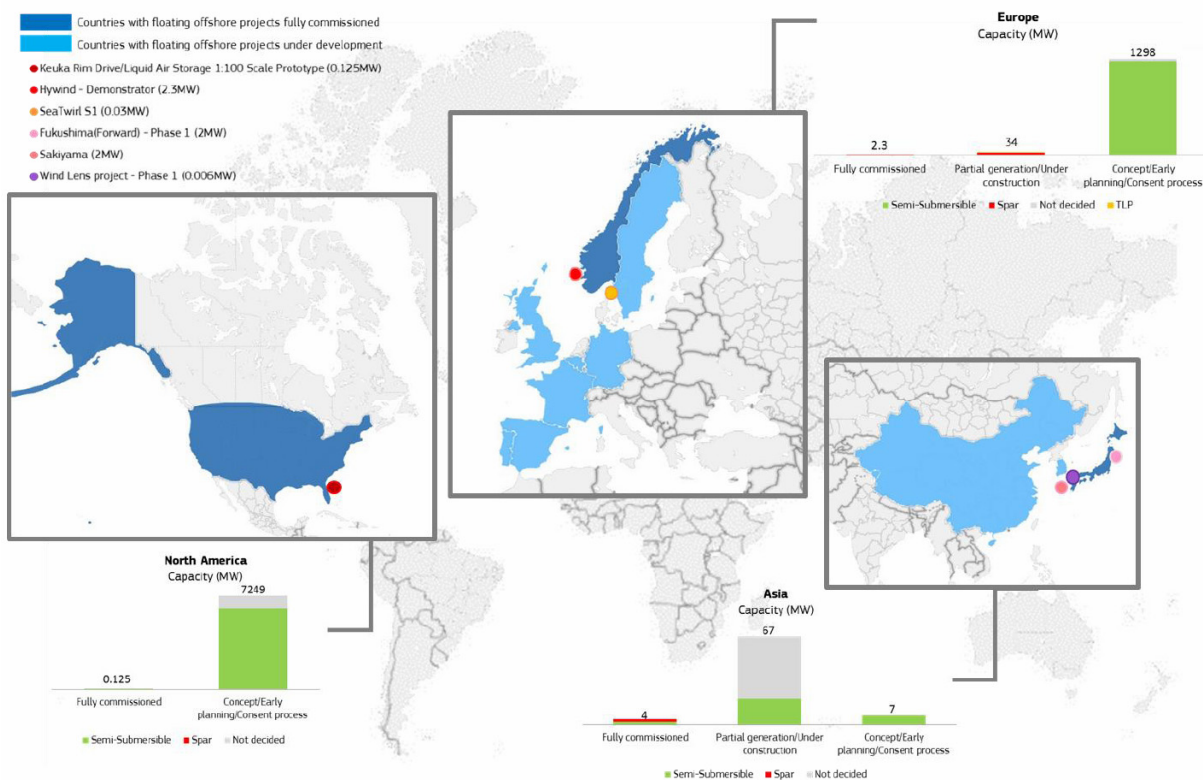 Countries with floating offshore projects fully commissioned
Countries with floating offshore projects under development
Keuka Rim Drive/Liquid Air Storage 1:100 Scale Prototype (0.125MW)
Hywind - Demonstrator (2.3MW)
SeaTwirl S1 (0.03MW)
Fukushima(Forward) - Phase 1 (2MW)
Sakiyama (2MW)
Wind Lens project - Phase 1 (0.006MW)
Europe
Capacity (MW)
1298
34
2.3
Fully commissioned
Partial generation/Under
construction
Concept/Early
planning/Consent process
Semi-Submersible
Spar
Not decided
TLP
North America
Capacity (MW)
7249
0.125
Fully commissioned
Concept/Early
planning/Consent process
Semi-Submersible
Spar
Not decided
Asia
Capacity (MW)
67
4
7
Fully commissioned
Partial generation/Under
construction
Concept/Early
planning/Consent process
Semi-Submersible
Spar
Not decided